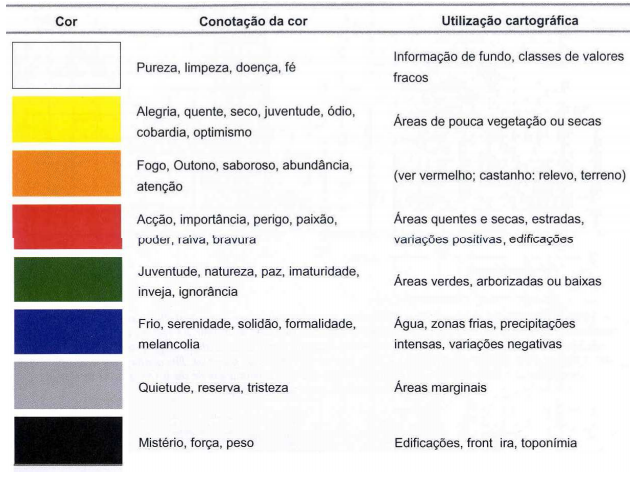 Cor Conotação da cor Utilização cartográfica
Pureza, limpeza, doença, fé
Informação de fundo, classes de valores
fracos
Alegria, quente, seco, juventude, ódio,
cobardia, optimismo
Áreas de pouca vegetação ou secas
Fogo, Outono, saboroso, abundância,
atenção
(ver vermelho; castanho: relevo, terreno)
Acção, importância, perigo, paixão,
poder, raiva, bravura
Áreas quentes e secas, estradas,
variações positivas, edificações
Juventude, natureza, paz, imaturidade,
inveja, ignorância
Áreas verdes, arborizadas ou baixas
Frio, serenidade, solidão, formalidade,
melancolia
Água, zonas frias, precipitações
intensas, variações negativas
Quietude, reserva, tristeza
Áreas marginais
Mistério, força, peso
Edificações, front ira, toponímia